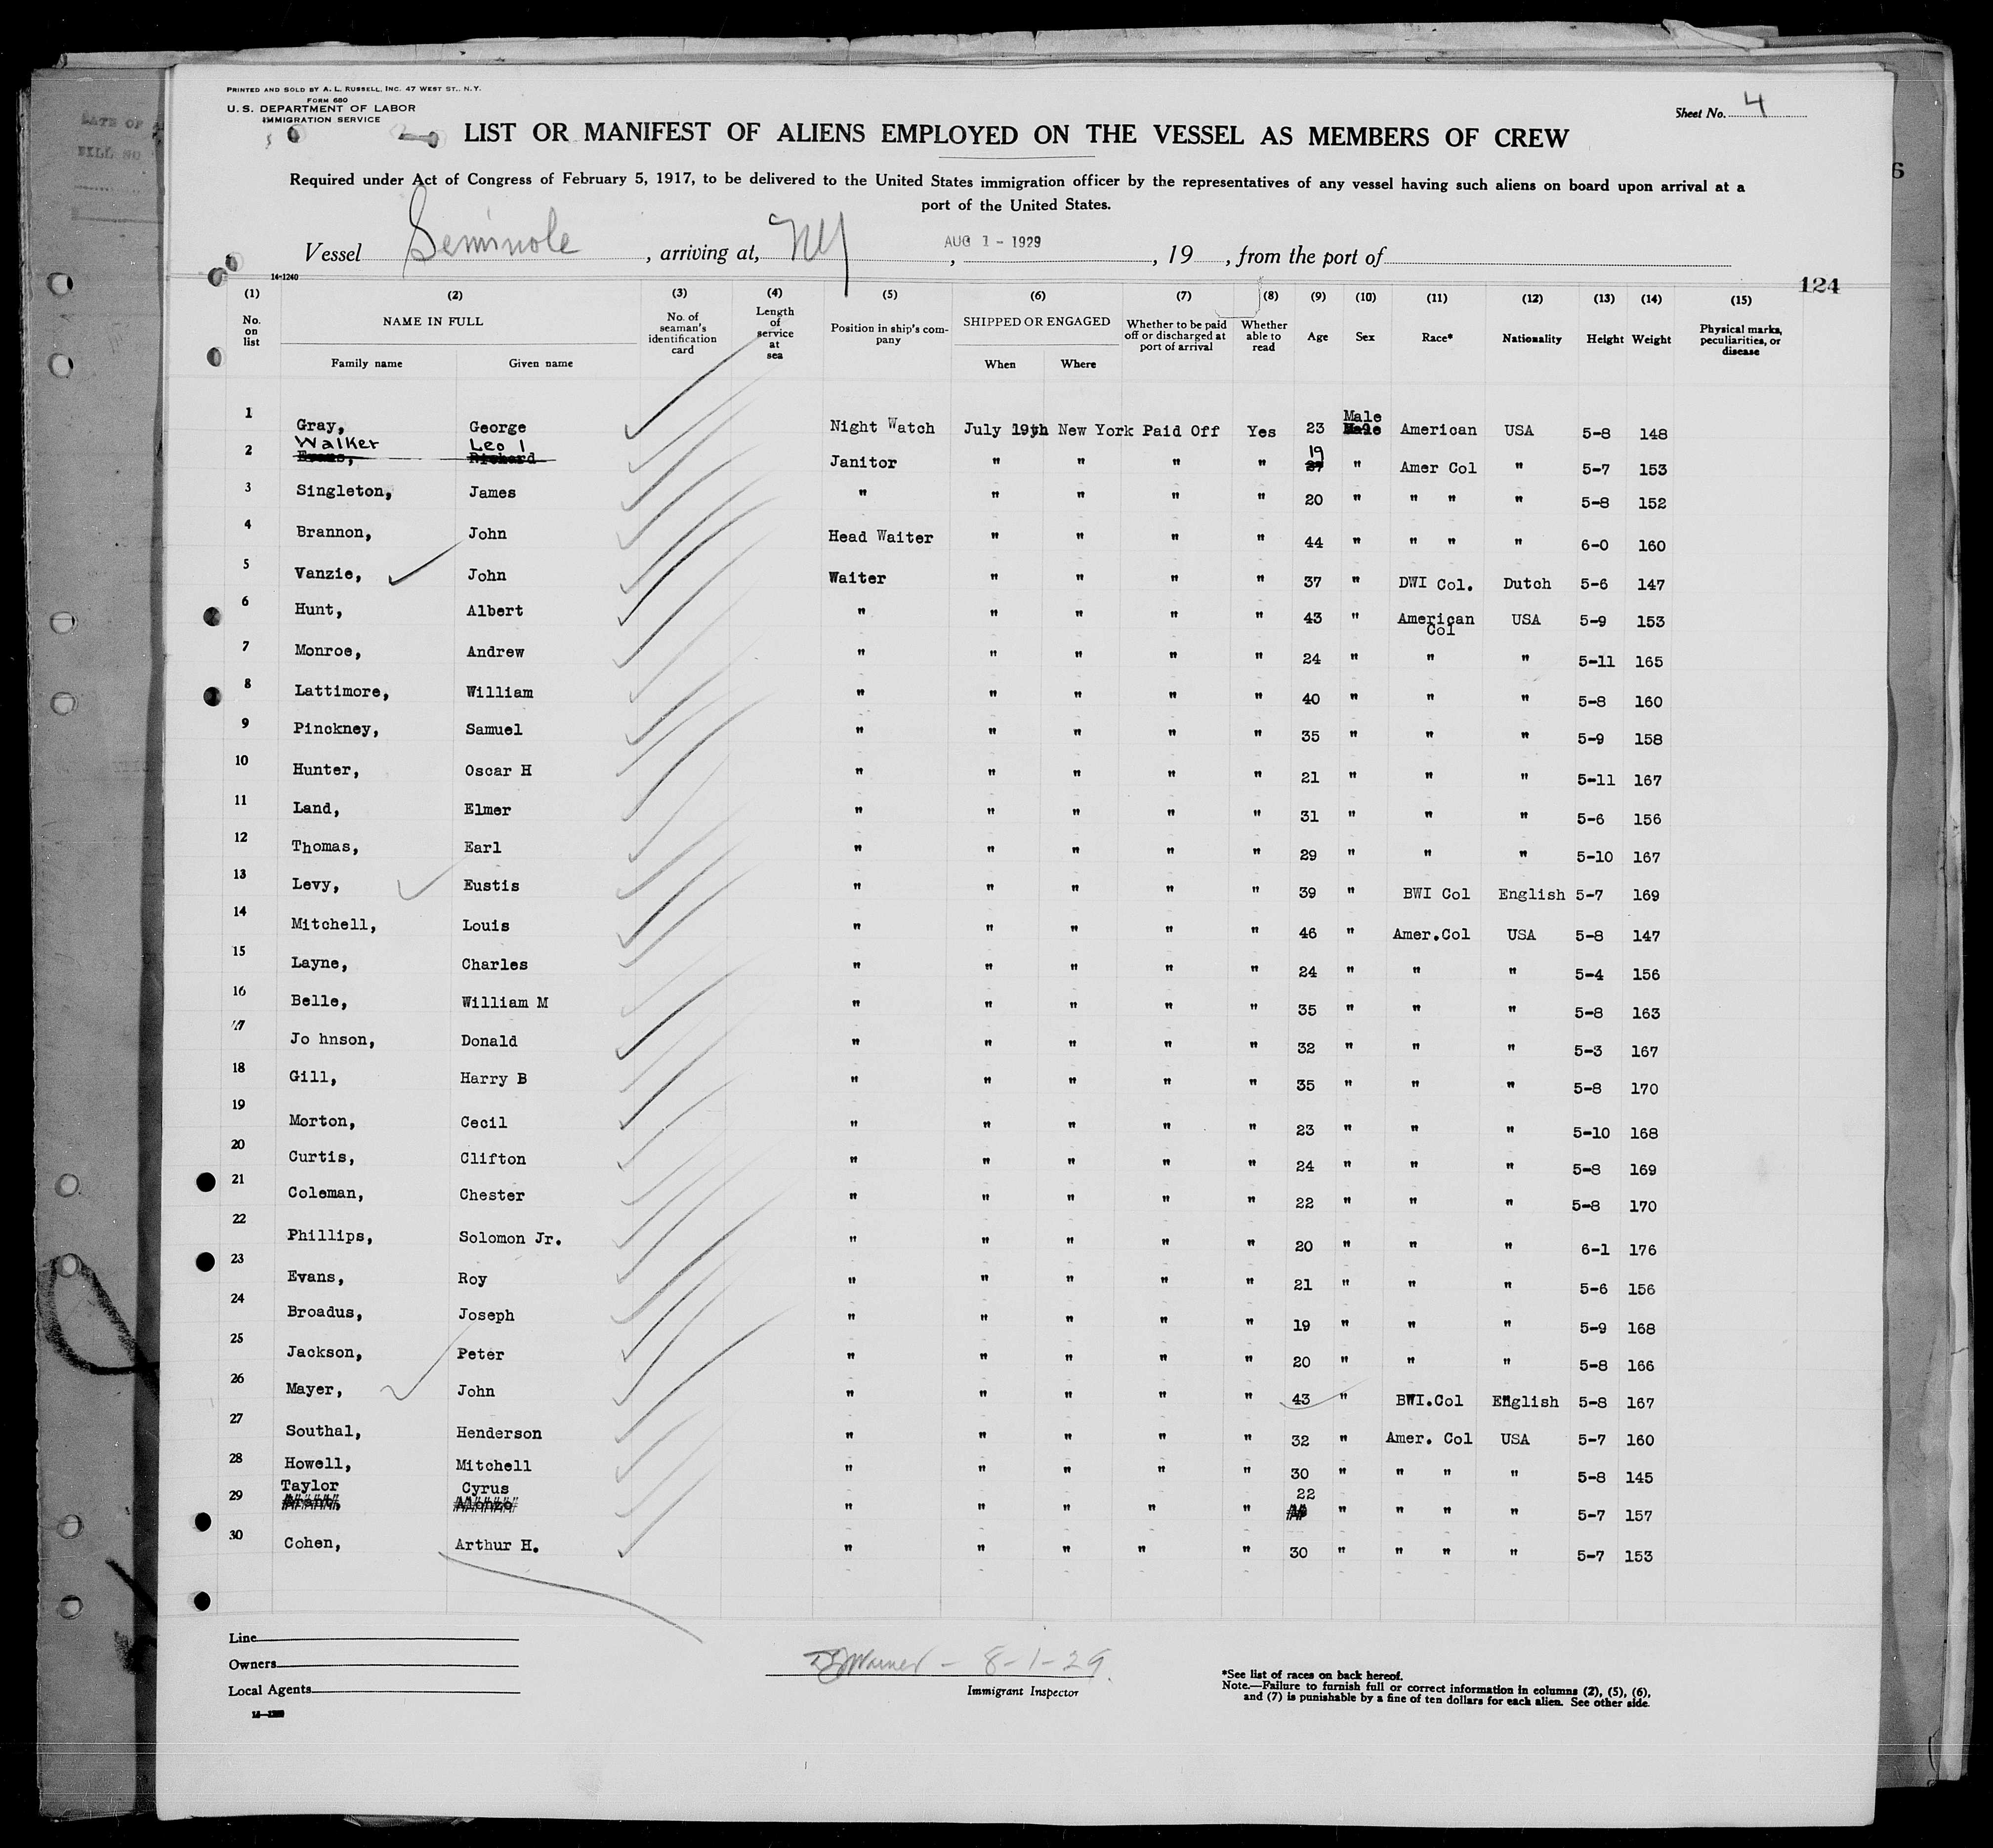 PRINTED AND SOLD BY A. L. RUSSELL, INC. 47 WEST ST., N.Y.
FORM 680
U. S. DEPARTMENT OF LABOR
IMMIGRATION SERVICE
Sheet No. 4
LIST OR MANIFEST OF ALIENS EMPLOYED ON THE VESSEL AS MEMBERS OF CREW
Required under Act of Congress of February 5, 1917, to be delivered to the United States immigration officer by the representatives of any vessel having such aliens on board upon arrival at a
port of the United States.
Vessel Seminole, arriving at, NY, AUG 1 - 1929, 19 , from the port of
14-1240
124
(1) (2) (3) (4) (5) (6) (7) (8) (9) (10) (11) (12) (13) (14) (15)
No. on list NAME IN FULL Family name Given name No. of seaman's identification card Length of service at sea Position in ship's company SHIPPED OR ENGAGED When Where Whether to be paid off or discharged at port of arrival Whether able to read Age Sex Race* Nationality Height Weight Physical marks, peculiarities, or disease
1 Gray, George Night Watch July 19th New York Paid Off Yes 23 Male Male American USA 5-8 148
2 Walker Leo I Evans, Richard Janitor " " " " 19 27 " Amer Col " 5-7 153
3 Singleton, James " " " " " 20 " " " " 5-8 152
4 Brannon, John Head Waiter " " " " 44 " " " " 6-0 160
5 Vanzie, John Waiter " " " " 37 " DWI Col. Dutch 5-6 147
6 Hunt, Albert " " " " " 43 " American Col USA 5-9 153
7 Monroe, Andrew " " " " " 24 " " " 5-11 165
8 Lattimore, William " " " " " 40 " " " 5-8 160
9 Pinckney, Samuel " " " " " 35 " " " 5-9 158
10 Hunter, Oscar H " " " " " 21 " " " 5-11 167
11 Land, Elmer " " " " " 31 " " " 5-6 156
12 Thomas, Earl " " " " " 29 " " " 5-10 167
13 Levy, Eustis " " " " " 39 " BWI Col English 5-7 169
14 Mitchell, Louis " " " " " 46 " Amer.Col USA 5-8 147
15 Layne, Charles " " " " " 24 " " " 5-4 156
16 Belle, William M " " " " " 35 " " " 5-8 163
17 Jo hnson, Donald " " " " " 32 " " " 5-3 167
18 Gill, Harry B " " " " " 35 " " " 5-8 170
19 Morton, Cecil " " " " " 23 " " " 5-10 168
20 Curtis, Clifton " " " " " 24 " " " 5-8 169
21 Coleman, Chester " " " " " 22 " " " 5-8 170
22 Phillips, Solomon Jr. " " " " " 20 " " " 6-1 176
23 Evans, Roy " " " " " 21 " " " 5-6 156
24 Broadus, Joseph " " " " " 19 " " " 5-9 168
25 Jackson, Peter " " " " " 20 " " " 5-8 166
26 Mayer, John " " " " " 43 " BWI.Col English 5-8 167
27 Southal, Henderson " " " " " 32 " Amer. Col USA 5-7 160
28 Howell, Mitchell " " " " " 30 " " " " 5-8 145
29 Taylor Cyrus " " " " " 22 " " " " 5-7 157
30 Cohen, Arthur H. " " " " " 30 " " " " 5-7 153
Line
Owners
Local Agents
Warner - 8-1-29.
Immigrant Inspector
*See list of races on back hereof.
Note.—Failure to furnish full or correct information in columns (2), (5), (6),
and (7) is punishable by a fine of ten dollars for each alien. See other side.